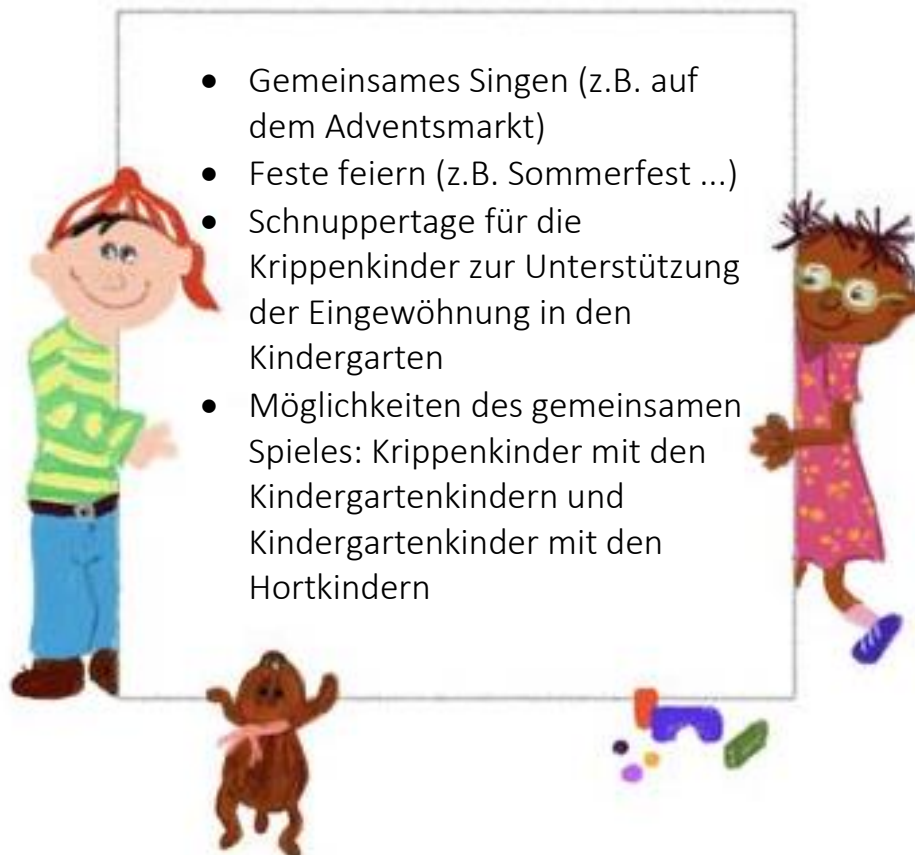 • Gemeinsames Singen (z.B. auf
dem Adventsmarkt)
• Feste feiern (z.B. Sommerfest ...)
• Schnuppertage für die
Krippenkinder zur Unterstützung
der Eingewöhnung in den
Kindergarten
• Möglichkeiten des gemeinsamen
Spieles: Krippenkinder mit den
Kindergartenkindern und
Kindergartenkinder mit den
Hortkindern